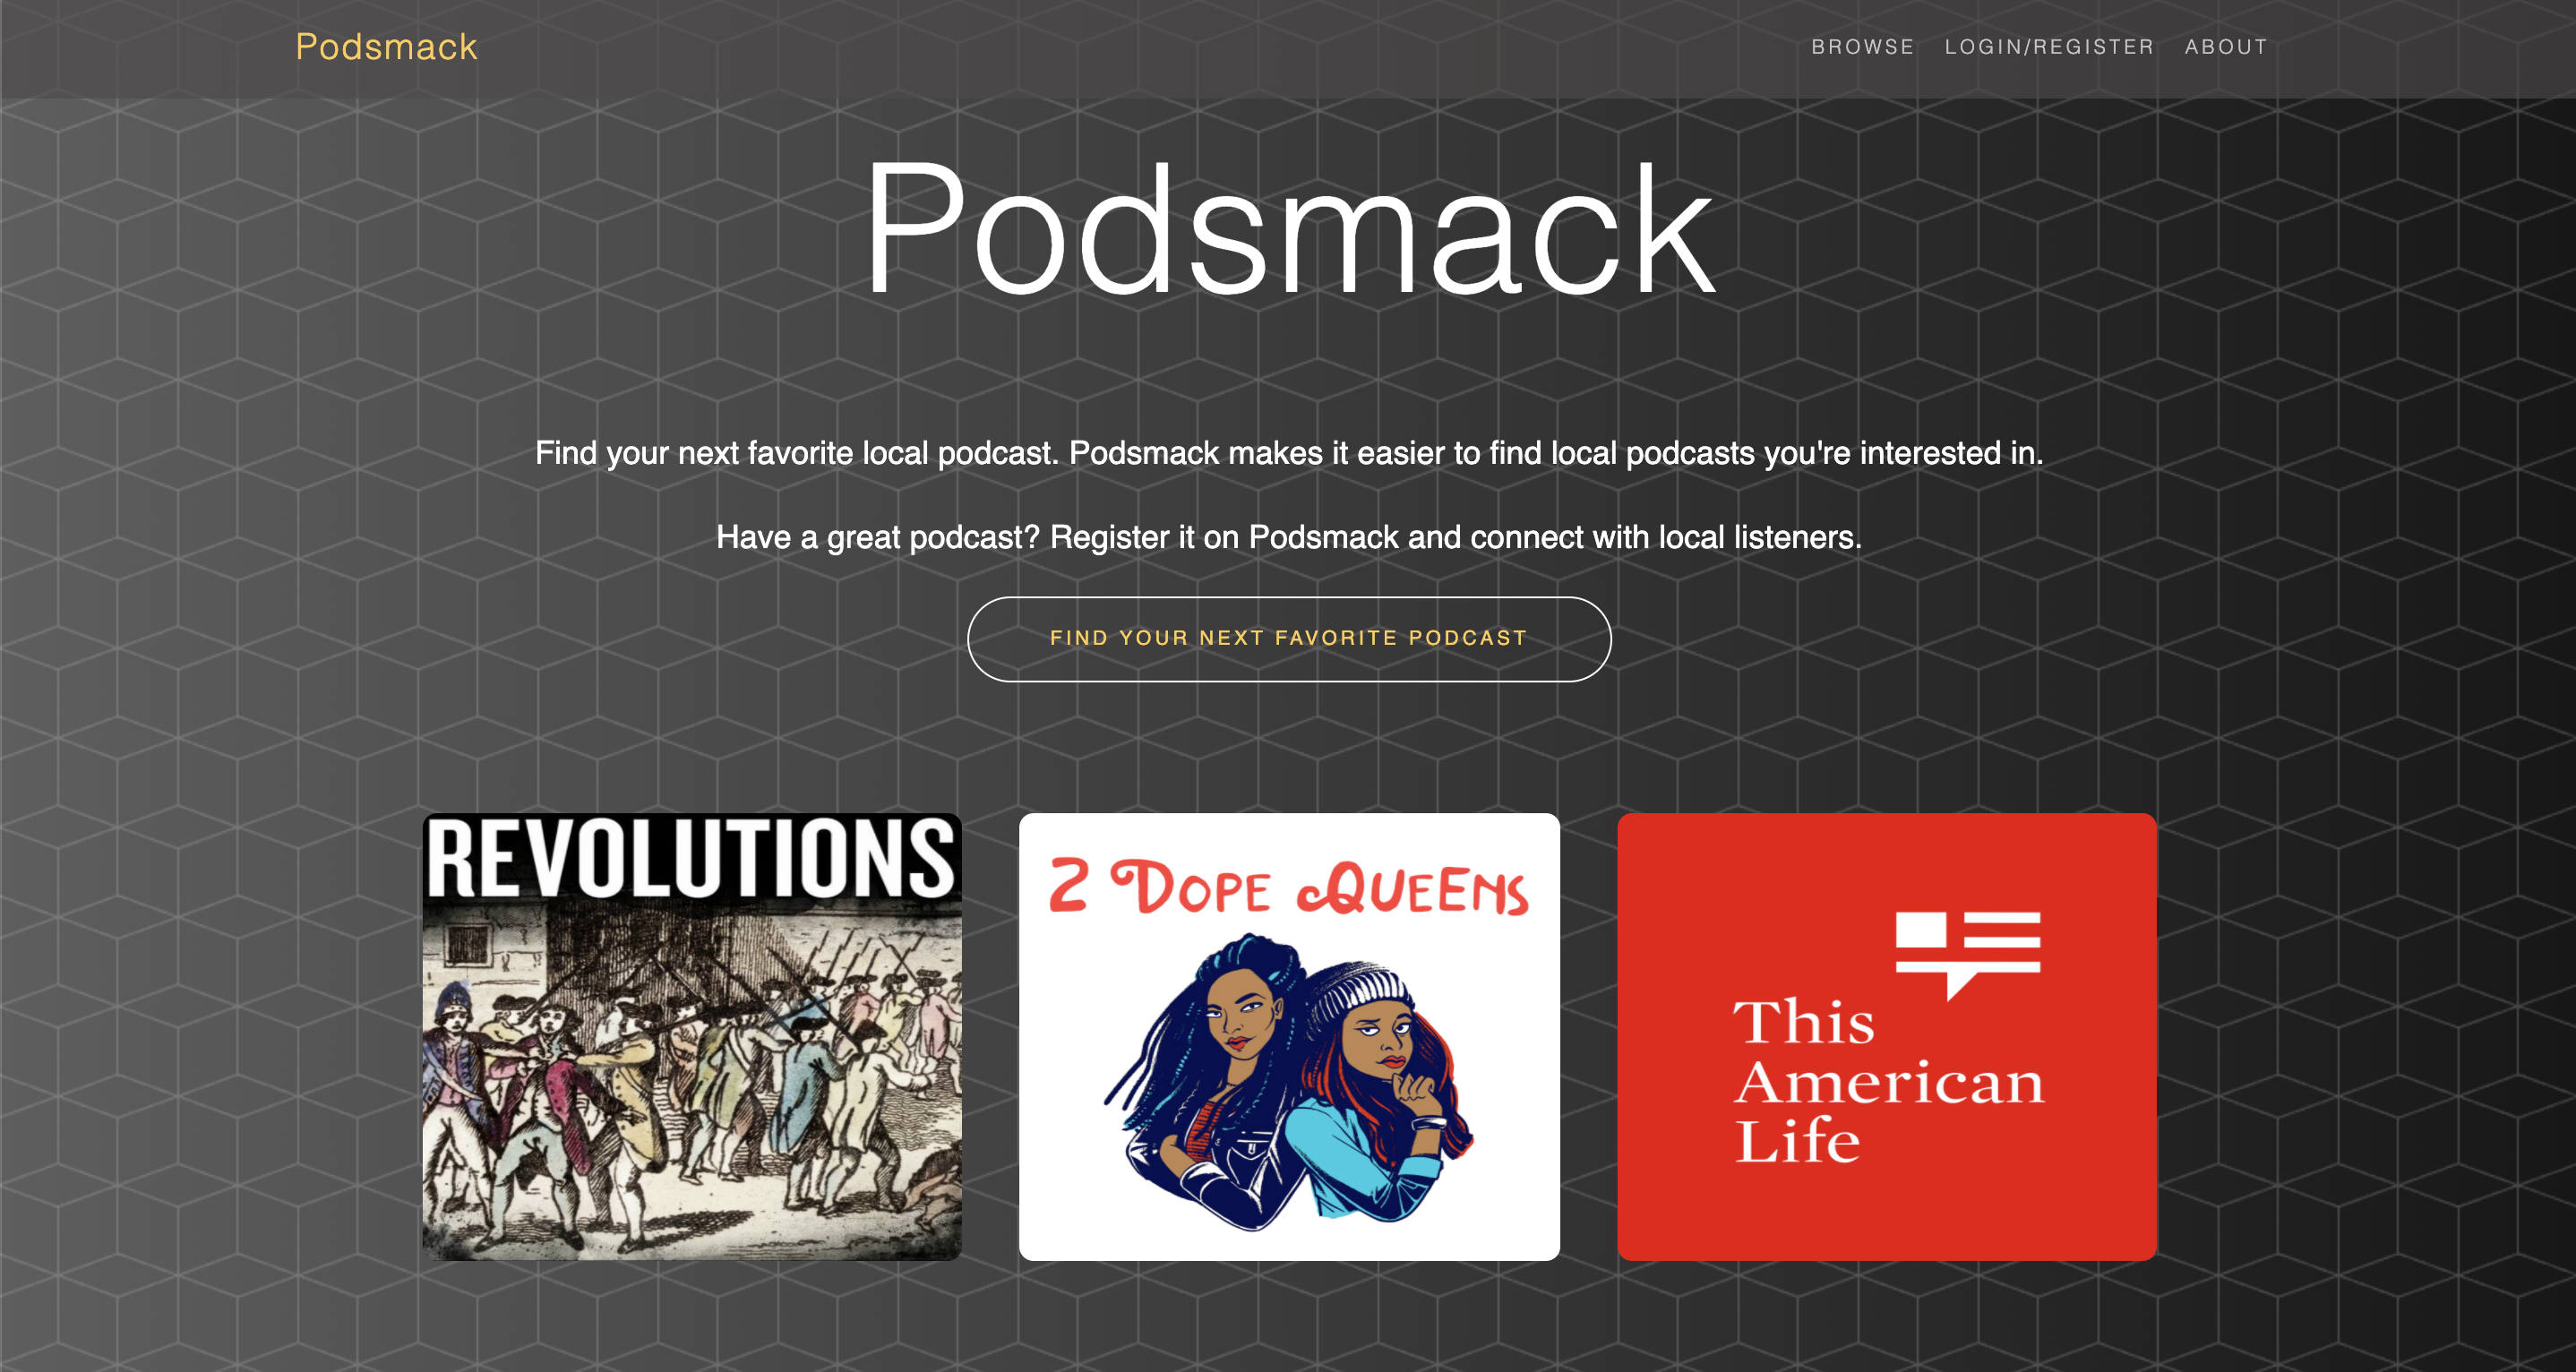 Podsmack
BROWSE LOGIN/REGISTER ABOUT
Podsmack
Find your next favorite local podcast. Podsmack makes it easier to find local podcasts you're interested in.
Have a great podcast? Register it on Podsmack and connect with local listeners.
FIND YOUR NEXT FAVORITE PODCAST
REVOLUTIONS
2 DOPE QUEENS
This
American
Life